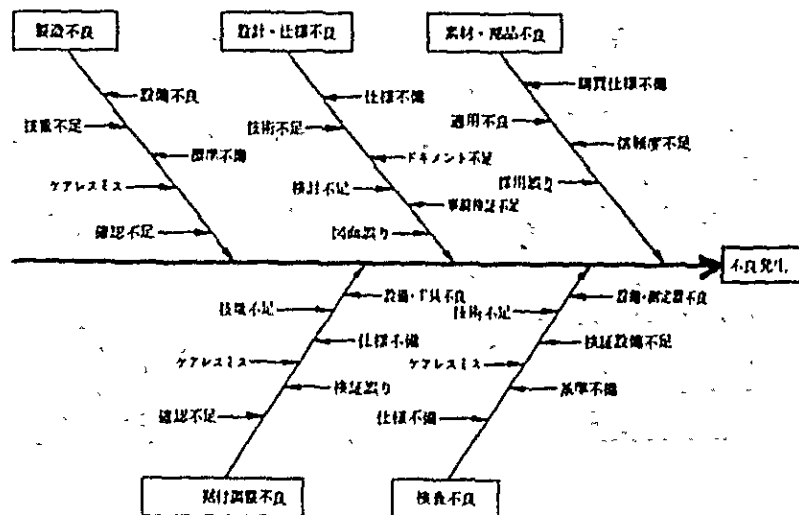 製造不良
設計・仕様不良
素材・部品不良
設備不良
技量不足
標準不備
ケアレスミス
確認不足
仕様不備
技術不足
ドキメント不足
検討不足
事前検証不足
図面誤り
購買仕様不備
適用不良
信頼度不足
採用誤り
不良発生
設備・工具不良
技量不足
仕様不備
ケアレスミス
検証誤り
確認不足
据付調整不良
設備・測定器不良
技術不足
検証設備不足
ケアレスミス
基準不備
仕様不備
検査不良